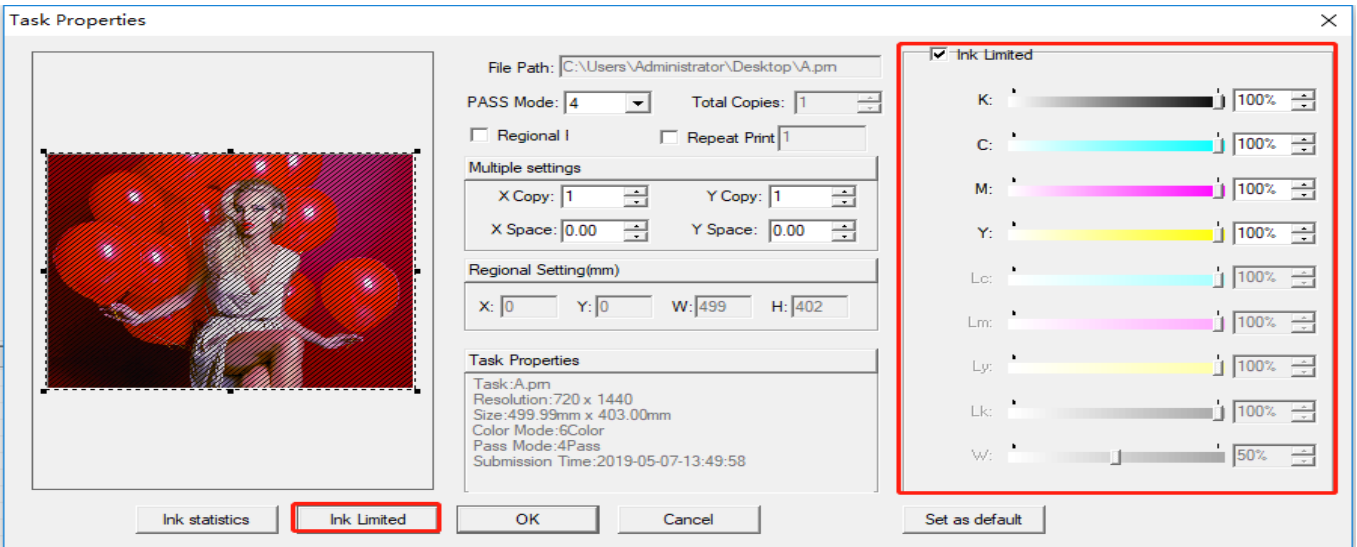 Task Properties
File Path: C:\Users\Administrator\Desktop\A.prn
PASS Mode: 4 Total Copies: 1
Regional I Repeat Print 1
Multiple settings
X Copy: 1 Y Copy: 1
X Space: 0.00 Y Space: 0.00
Regional Setting(mm)
X: 0 Y: 0 W: 499 H: 402
Task Properties
Task:A.prn
Resolution:720 x 1440
Size:499.99mm x 403.00mm
Color Mode:6Color
Pass Mode:4Pass
Submission Time:2019-05-07-13:49:58
Ink Limited
K: 100%
C: 100%
M: 100%
Y: 100%
Lc: 100%
Lm: 100%
Ly: 100%
Lk: 100%
W: 50%
Ink statistics Ink Limited OK Cancel Set as default